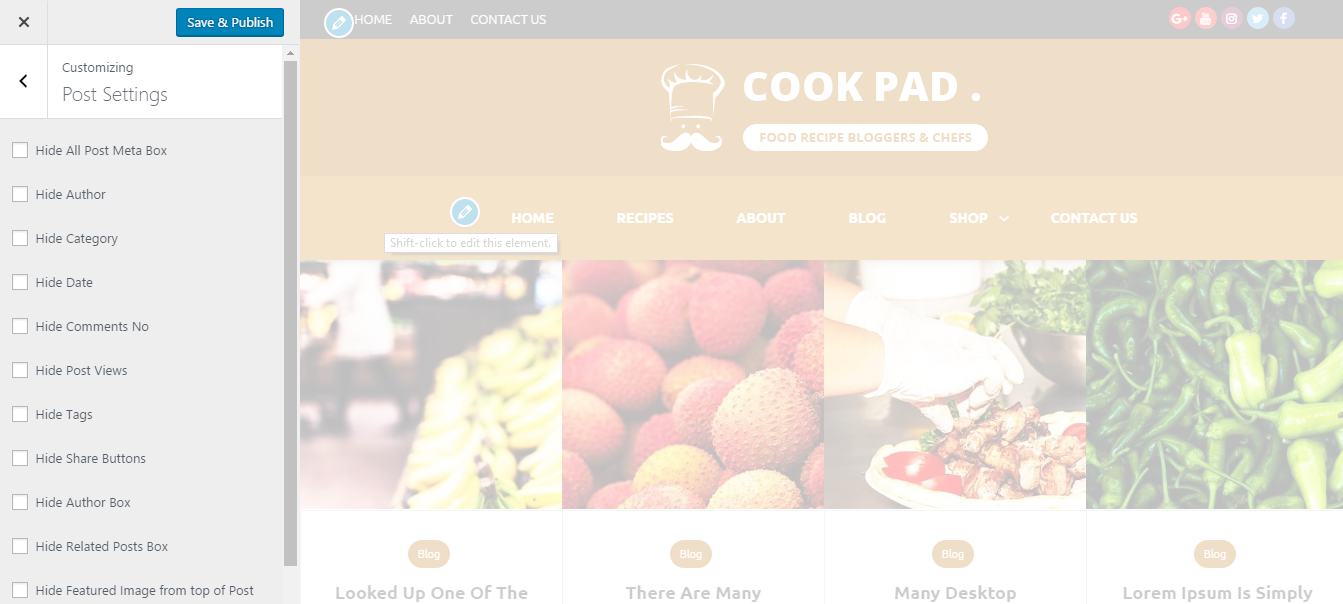 Save & Publish
Customizing
Post Settings
Hide All Post Meta Box
Hide Author
Hide Category
Hide Date
Hide Comments No
Hide Post Views
Hide Tags
Hide Share Buttons
Hide Author Box
Hide Related Posts Box
Hide Featured Image from top of Post
HOME ABOUT CONTACT US
COOK PAD .
FOOD RECIPE BLOGGERS & CHEFS
HOME RECIPES ABOUT BLOG SHOP CONTACT US
Shift-click to edit this element.
Blog Blog Blog Blog
Looked Up One Of The There Are Many Many Desktop Lorem Ipsum Is Simply